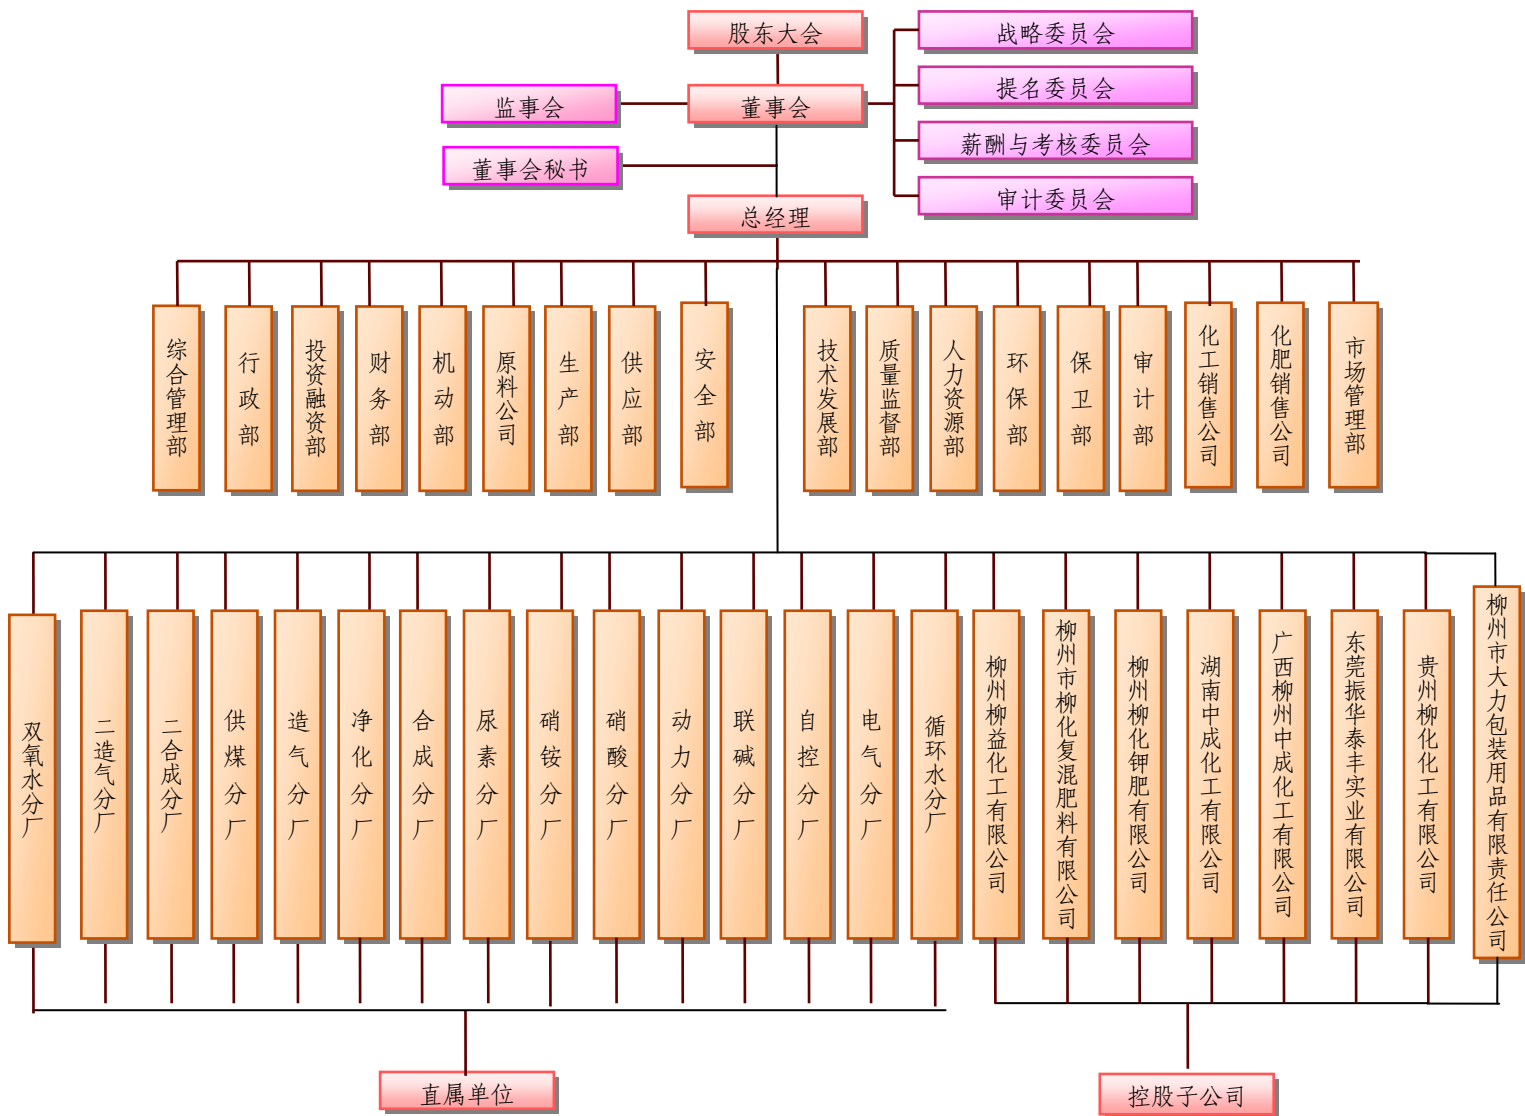 股东大会
战略委员会
提名委员会
监事会
董事会
薪酬与考核委员会
董事会秘书
审计委员会
总经理
综合管理部
行政部
投资融资部
财务部
机动部
原料公司
生产部
供应部
安全部
技术发展部
质量监督部
人力资源部
环保部
保卫部
审计部
化工销售公司
化肥销售公司
市场管理部
双氧水分厂
二造气分厂
二合成分厂
供煤分厂
造气分厂
净化分厂
合成分厂
尿素分厂
硝铵分厂
硝酸分厂
动力分厂
联碱分厂
自控分厂
电气分厂
循环水分厂
柳州柳益化工有限公司
柳州市柳化复混肥料有限公司
柳州柳化钾肥有限公司
湖南中成化工有限公司
广西柳州中成化工有限公司
东莞振华泰丰实业有限公司
贵州柳化化工有限公司
柳州市大力包装用品有限责任公司
直属单位
控股子公司